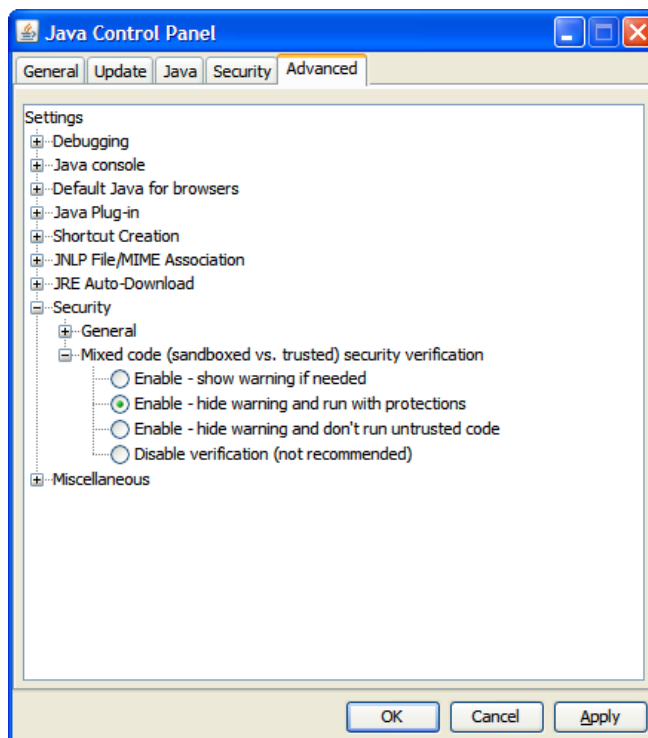 Java Control Panel
General Update Java Security Advanced
Settings
Debugging
Java console
Default Java for browsers
Java Plug-in
Shortcut Creation
JNLP File/MIME Association
JRE Auto-Download
Security
General
Mixed code (sandboxed vs. trusted) security verification
Enable - show warning if needed
Enable - hide warning and run with protections
Enable - hide warning and don't run untrusted code
Disable verification (not recommended)
Miscellaneous
OK Cancel Apply